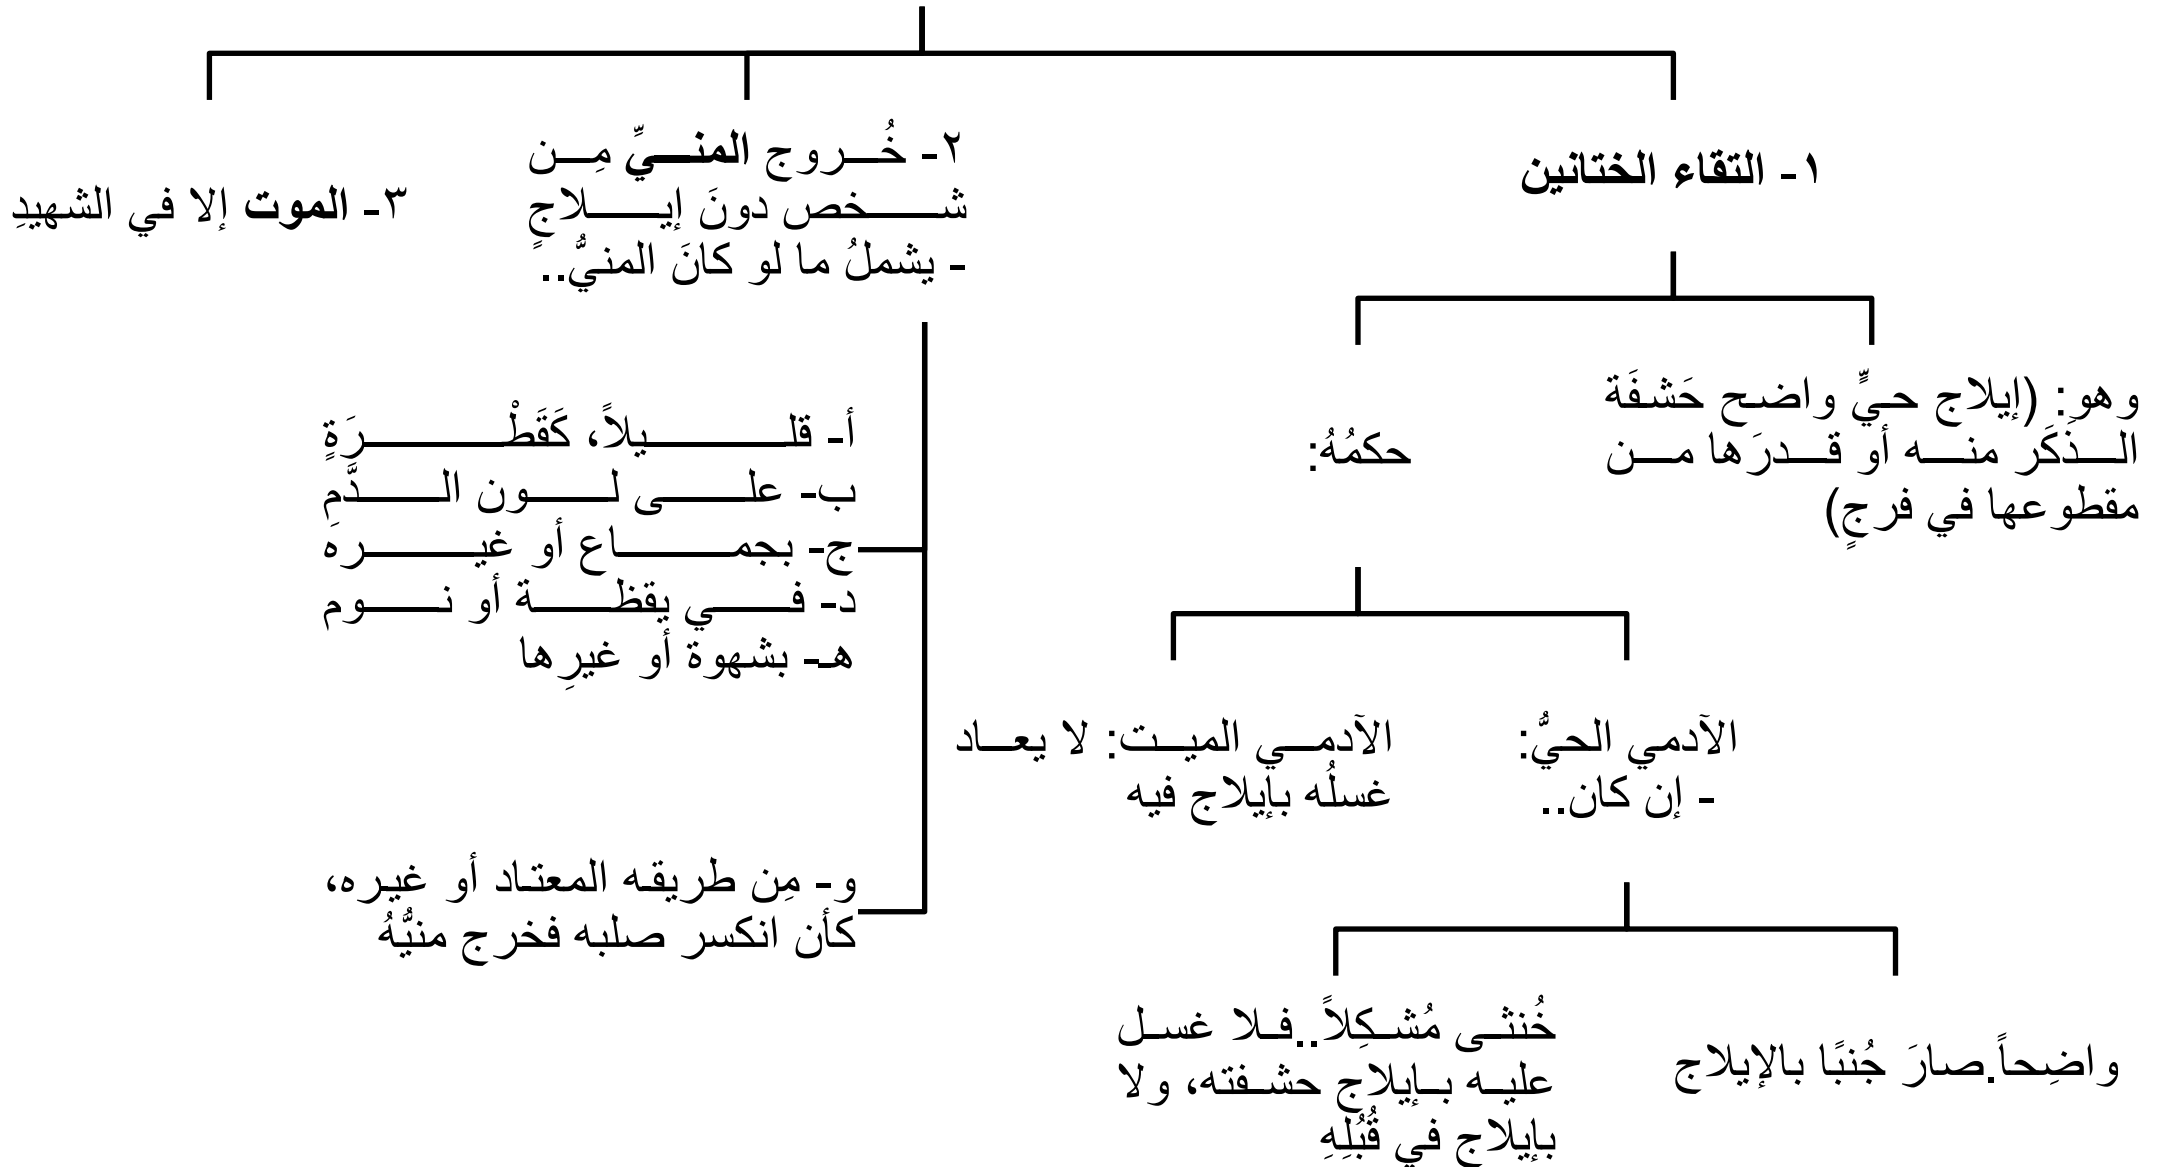 ١- التقاء الختانين
٢- خُروج المنيِّ مِن
شخص دونَ إيلاجٍ
- يشملُ ما لو كانَ المنيُّ..
٣- الموت إلا في الشهيدِ
وهو: (إيلاج حيٍّ واضح حَشفَة
الذَكَر منه أو قدرَها من
مقطوعها في فرجٍ)
حكمُهُ:
أ- قليلاً، كَقَطْرَةٍ
ب- على لون الدَّمِ
ج- بجماع أو غيره
د- في يقظة أو نوم
هـ- بشهوة أو غيرِها
الآدمي الحيُّ:
- إن كان..
الآدمي الميت: لا يعاد
غسلُه بإيلاج فيه
و- مِن طريقه المعتاد أو غيره،
كأن انكسر صلبه فخرج منيُّهُ
واضِحاً.صارَ جُنبًا بالإيلاج
خُنثى مُشكِلاً..فلا غسل
عليه بإيلاج حشفته، ولا
بإيلاج في قُبُلِهِ